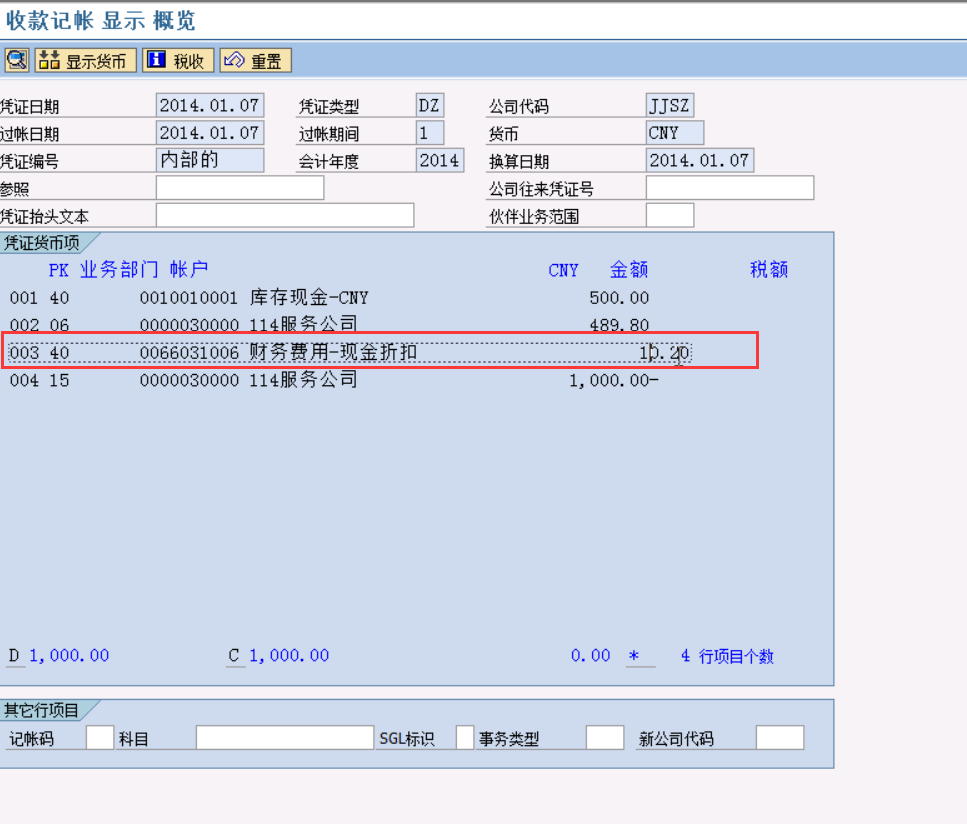 收款记帐 显示 概览
显示货币 税收 重置
凭证日期 2014.01.07 凭证类型 DZ 公司代码 JJSZ
过帐日期 2014.01.07 过帐期间 1 货币 CNY
凭证编号 内部的 会计年度 2014 换算日期 2014.01.07
参照 公司往来凭证号
凭证抬头文本 伙伴业务范围
凭证货币项
PK 业务部门 帐户 CNY 金额 税额
001 40 0010010001 库存现金-CNY 500.00
002 06 0000030000 114服务公司 489.80
003 40 0066031006 财务费用-现金折扣 10.20
004 15 0000030000 114服务公司 1,000.00-
D 1,000.00 C 1,000.00 0.00 * 4 行项目个数
其它行项目
记帐码 科目 SGL标识 事务类型 新公司代码